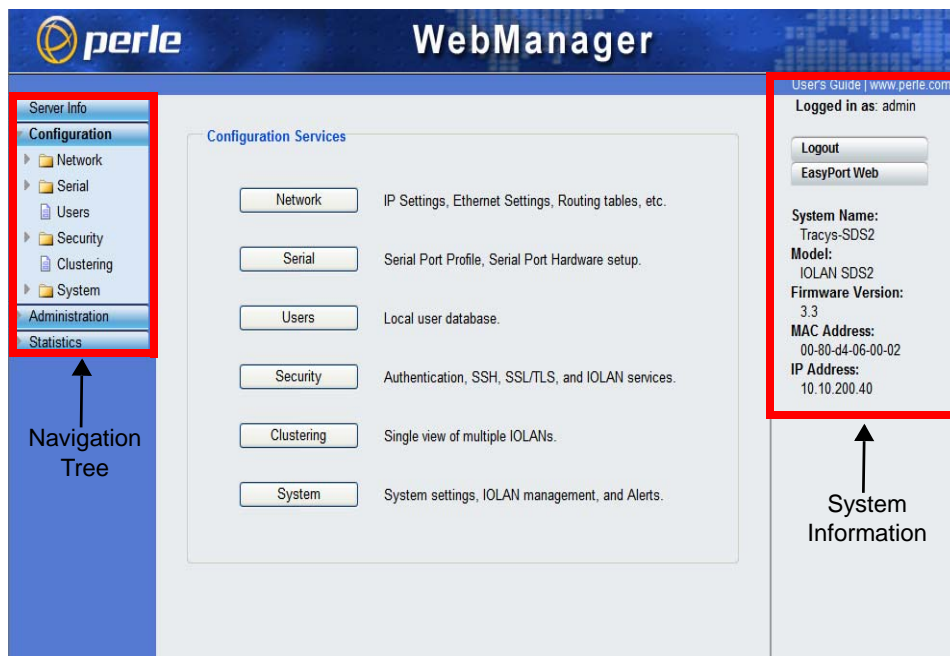 perle
WebManager
User's Guide | www.perle.com
Server Info
Configuration
Network
Serial
Users
Security
Clustering
System
Administration
Statistics
Navigation
Tree
Configuration Services
Network IP Settings, Ethernet Settings, Routing tables, etc.
Serial Serial Port Profile, Serial Port Hardware setup.
Users Local user database.
Security Authentication, SSH, SSL/TLS, and IOLAN services.
Clustering Single view of multiple IOLANs.
System System settings, IOLAN management, and Alerts.
Logged in as: admin
Logout
EasyPort Web
System Name:
Tracys-SDS2
Model:
IOLAN SDS2
Firmware Version:
3.3
MAC Address:
00-80-d4-06-00-02
IP Address:
10.10.200.40
System
Information